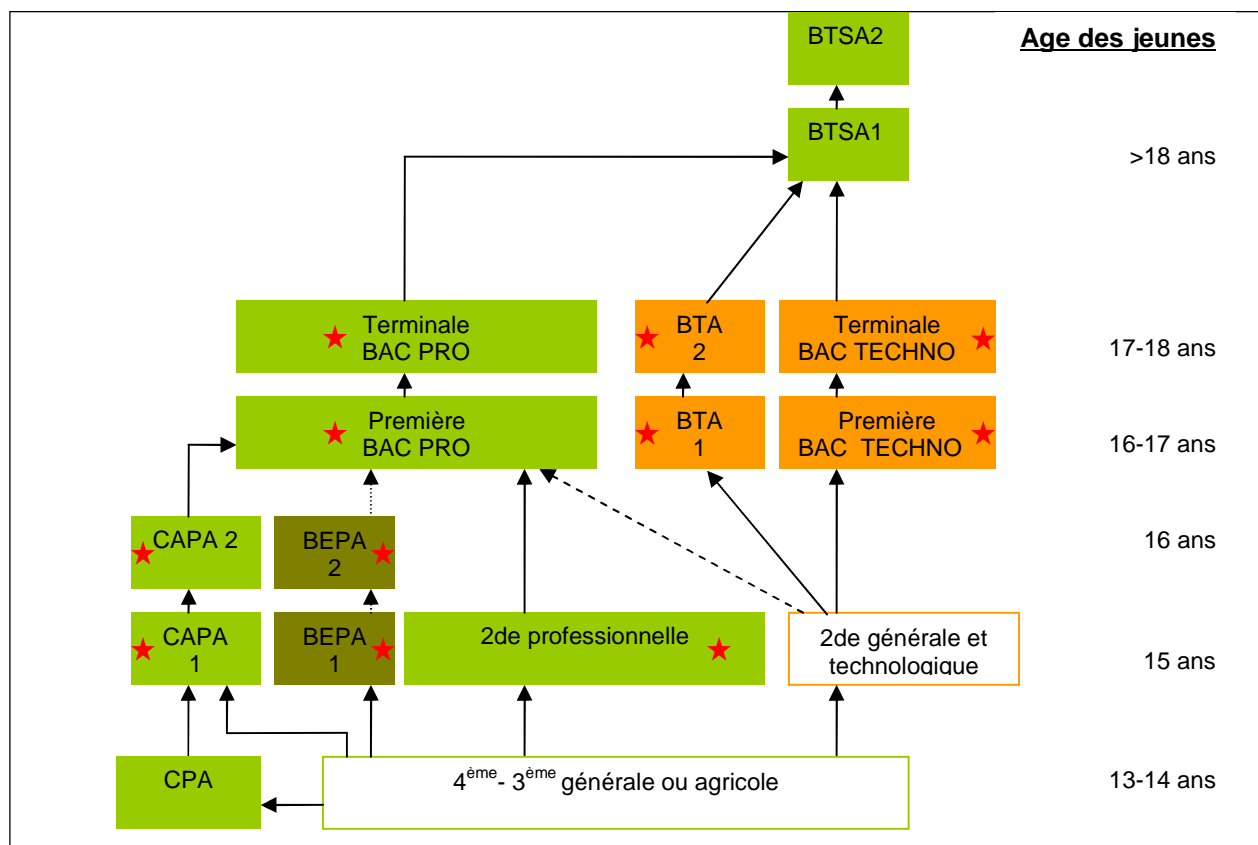 BTSA2
Age des jeunes
BTSA1
>18 ans
Terminale
BAC PRO
BTA
2
Terminale
BAC TECHNO
17-18 ans
Première
BAC PRO
BTA
1
Première
BAC  TECHNO
16-17 ans
CAPA 2
BEPA
2
16 ans
CAPA
1
BEPA
1
2de professionnelle
2de générale et
technologique
15 ans
CPA
4ème- 3ème générale ou agricole
13-14 ans